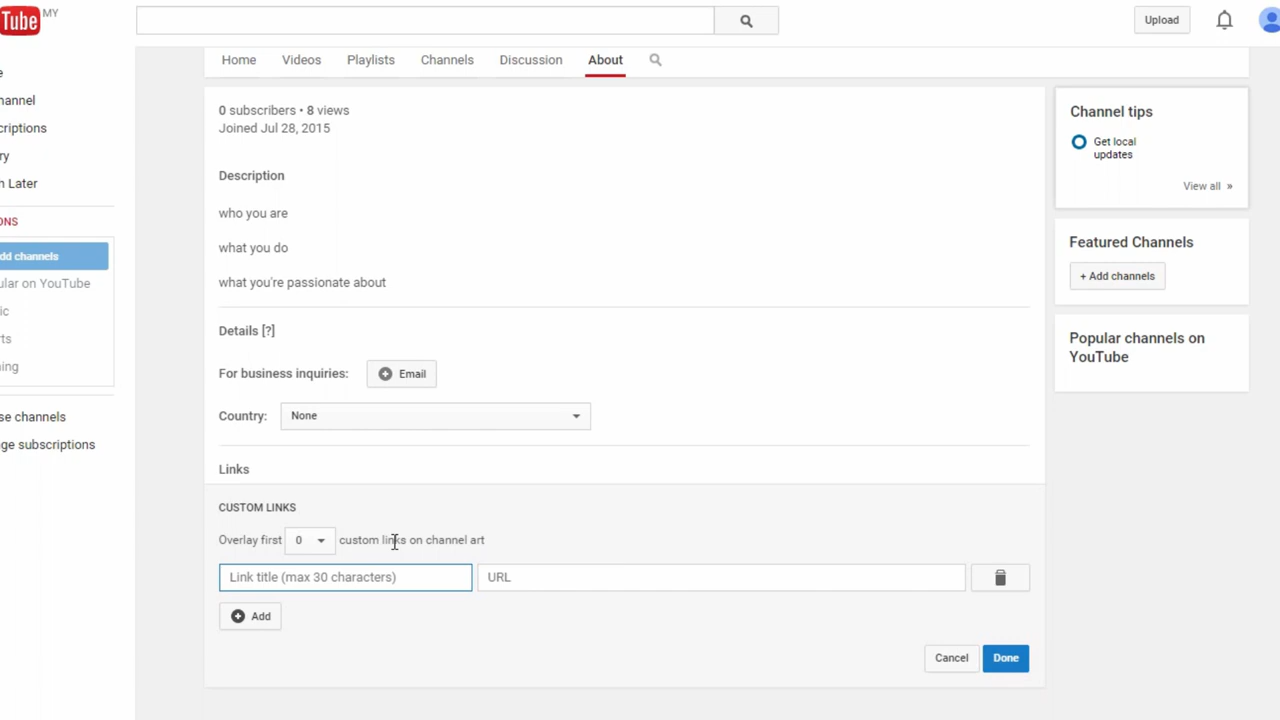 Tube MY
Upload
e
hannel
criptions
ry
n Later
ONS
dd channels
ular on YouTube
ic
rts
ning
se channels
ge subscriptions
Home Videos Playlists Channels Discussion About
0 subscribers • 8 views
Joined Jul 28, 2015
Description
who you are
what you do
what you're passionate about
Details [?]
For business inquiries: Email
Country: None
Links
CUSTOM LINKS
Overlay first 0 custom links on channel art
Link title (max 30 characters) URL
Add
Cancel Done
Channel tips
Get local
updates
View all »
Featured Channels
+ Add channels
Popular channels on
YouTube